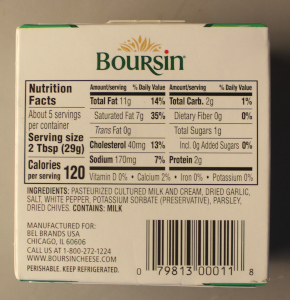 BOURSIN
Nutrition Facts
About 5 servings
per container
Serving size
2 Tbsp (29g)
Calories 120
per serving
Amount/serving % Daily Value
Total Fat 11g 14%
Saturated Fat 7g 35%
Trans Fat 0g
Cholesterol 40mg 13%
Sodium 170mg 7%
Amount/serving % Daily Value
Total Carb. 2g 1%
Dietary Fiber 0g 0%
Total Sugars 1g
Incl. 0g Added Sugars 0%
Protein 2g
Vitamin D 0% • Calcium 2% • Iron 0% • Potassium 0%
INGREDIENTS: PASTEURIZED CULTURED MILK AND CREAM, DRIED GARLIC,
SALT, WHITE PEPPER, POTASSIUM SORBATE (PRESERVATIVE), PARSLEY,
DRIED CHIVES. CONTAINS: MILK
MANUFACTURED FOR:
BEL BRANDS USA
CHICAGO, IL 60606
CALL US AT 1-800-272-1224
WWW.BOURSINCHEESE.COM
PERISHABLE. KEEP REFRIGERATED.
0 79813 00011 8